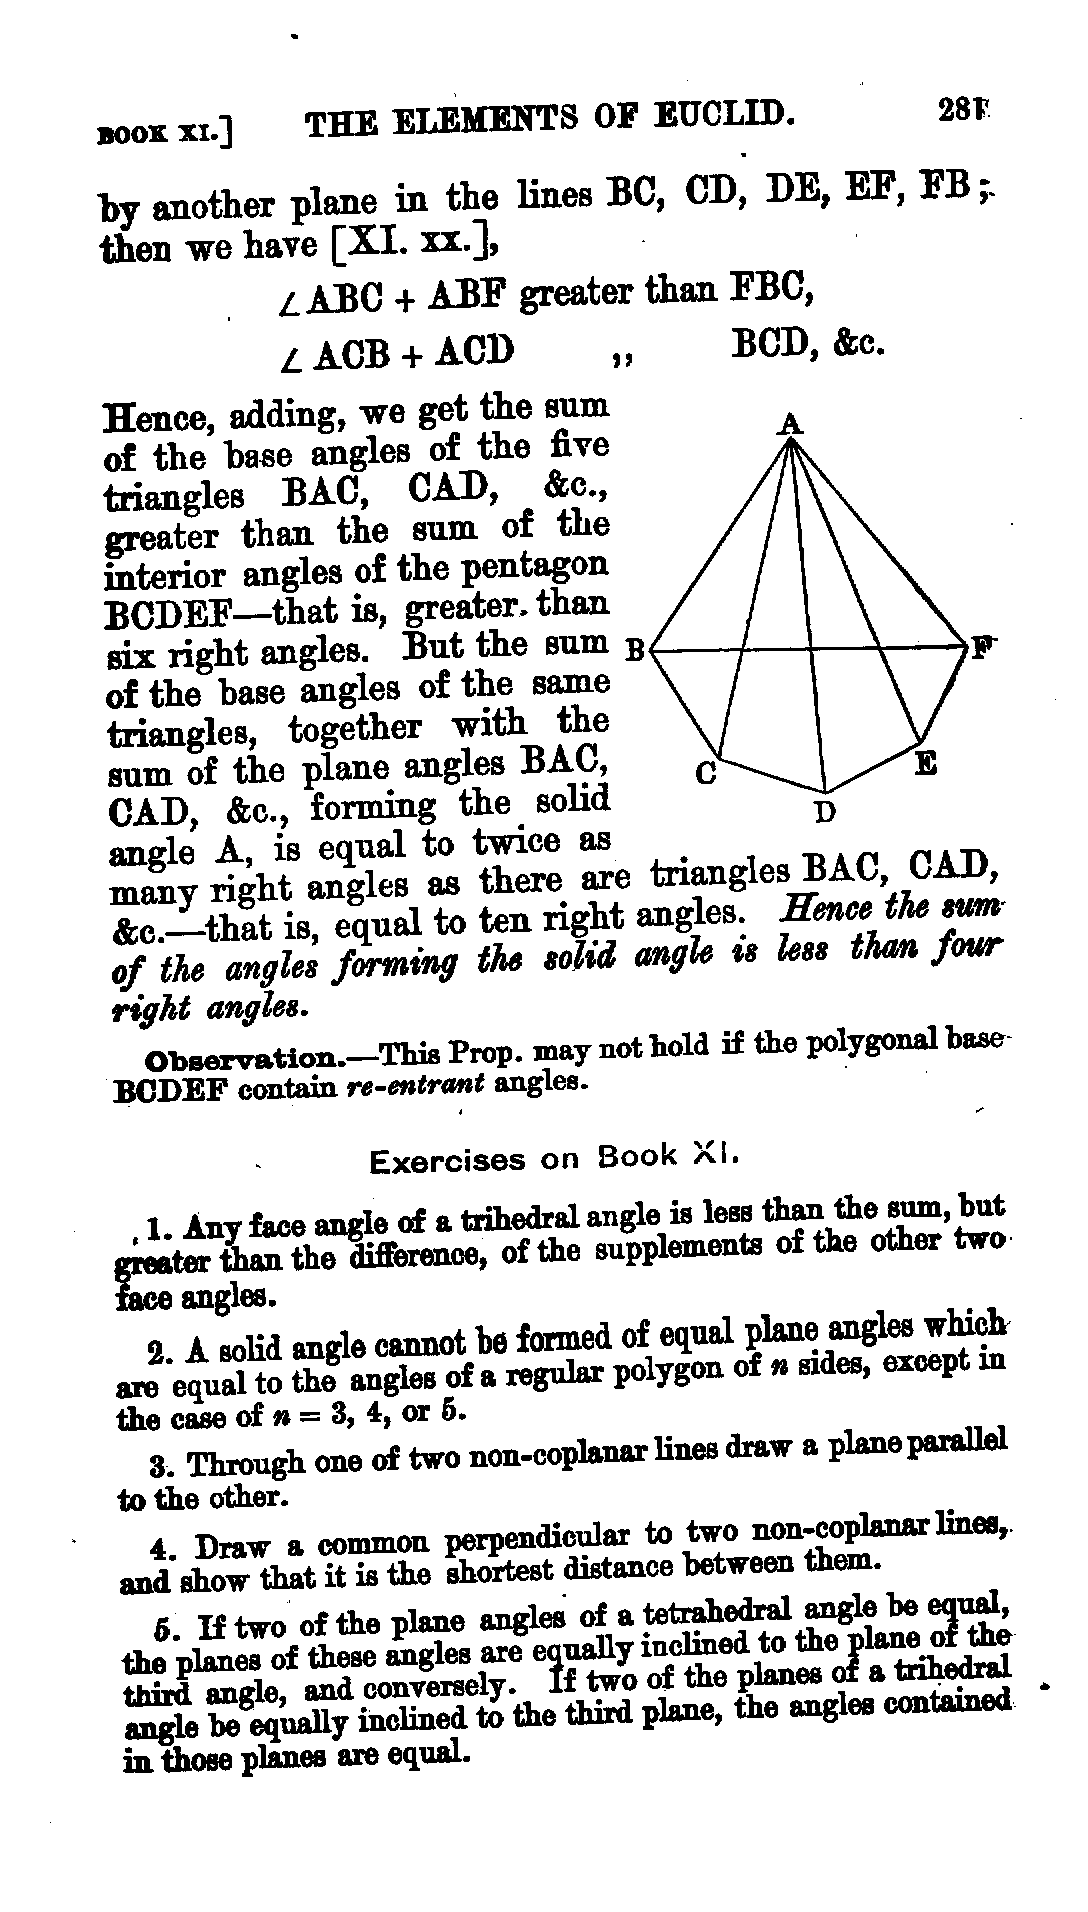 BOOK XI.] THE ELEMENTS OF EUCLID. 281
by another plane in the lines BC, CD, DE, EF, FB;
then we have [XI. xx.],
∠ ABC + ABF greater than FBC,
∠ ACB + ACD ,, BCD, &c.
Hence, adding, we get the sum
of the base angles of the five
triangles BAC, CAD, &c.,
greater than the sum of the
interior angles of the pentagon
BCDEF—that is, greater than
six right angles. But the sum
of the base angles of the same
triangles, together with the
sum of the plane angles BAC,
CAD, &c., forming the solid
angle A, is equal to twice as
many right angles as there are triangles BAC, CAD,
&c.—that is, equal to ten right angles. Hence the sum
of the angles forming the solid angle is less than four
right angles.
A
B
F
C
E
D
Observation.—This Prop. may not hold if the polygonal base
BCDEF contain re-entrant angles.
Exercises on Book XI.
1. Any face angle of a trihedral angle is less than the sum, but
greater than the difference, of the supplements of the other two
face angles.
2. A solid angle cannot be formed of equal plane angles which
are equal to the angles of a regular polygon of n sides, except in
the case of n = 3, 4, or 5.
3. Through one of two non-coplanar lines draw a plane parallel
to the other.
4. Draw a common perpendicular to two non-coplanar lines,
and show that it is the shortest distance between them.
5. If two of the plane angles of a tetrahedral angle be equal,
the planes of these angles are equally inclined to the plane of the
third angle, and conversely. If two of the planes of a trihedral
angle be equally inclined to the third plane, the angles contained
in those planes are equal.